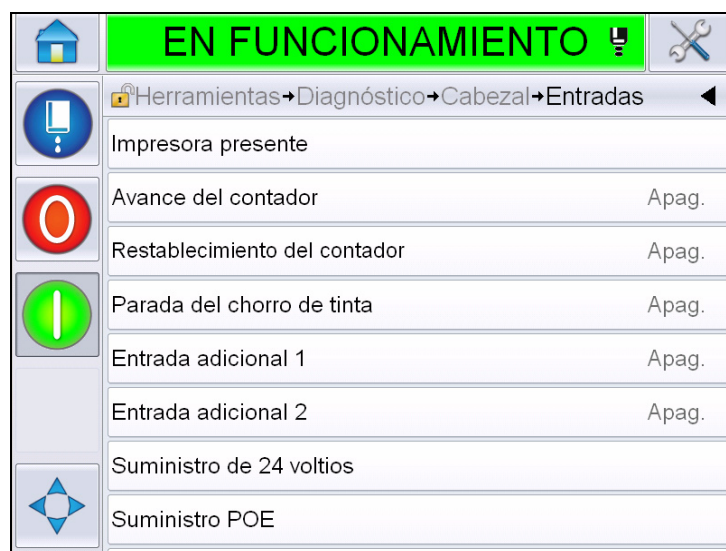 EN FUNCIONAMIENTO
Herramientas→Diagnóstico→Cabezal→Entradas
Impresora presente
Avance del contador Apag.
Restablecimiento del contador Apag.
Parada del chorro de tinta Apag.
Entrada adicional 1 Apag.
Entrada adicional 2 Apag.
Suministro de 24 voltios
Suministro POE